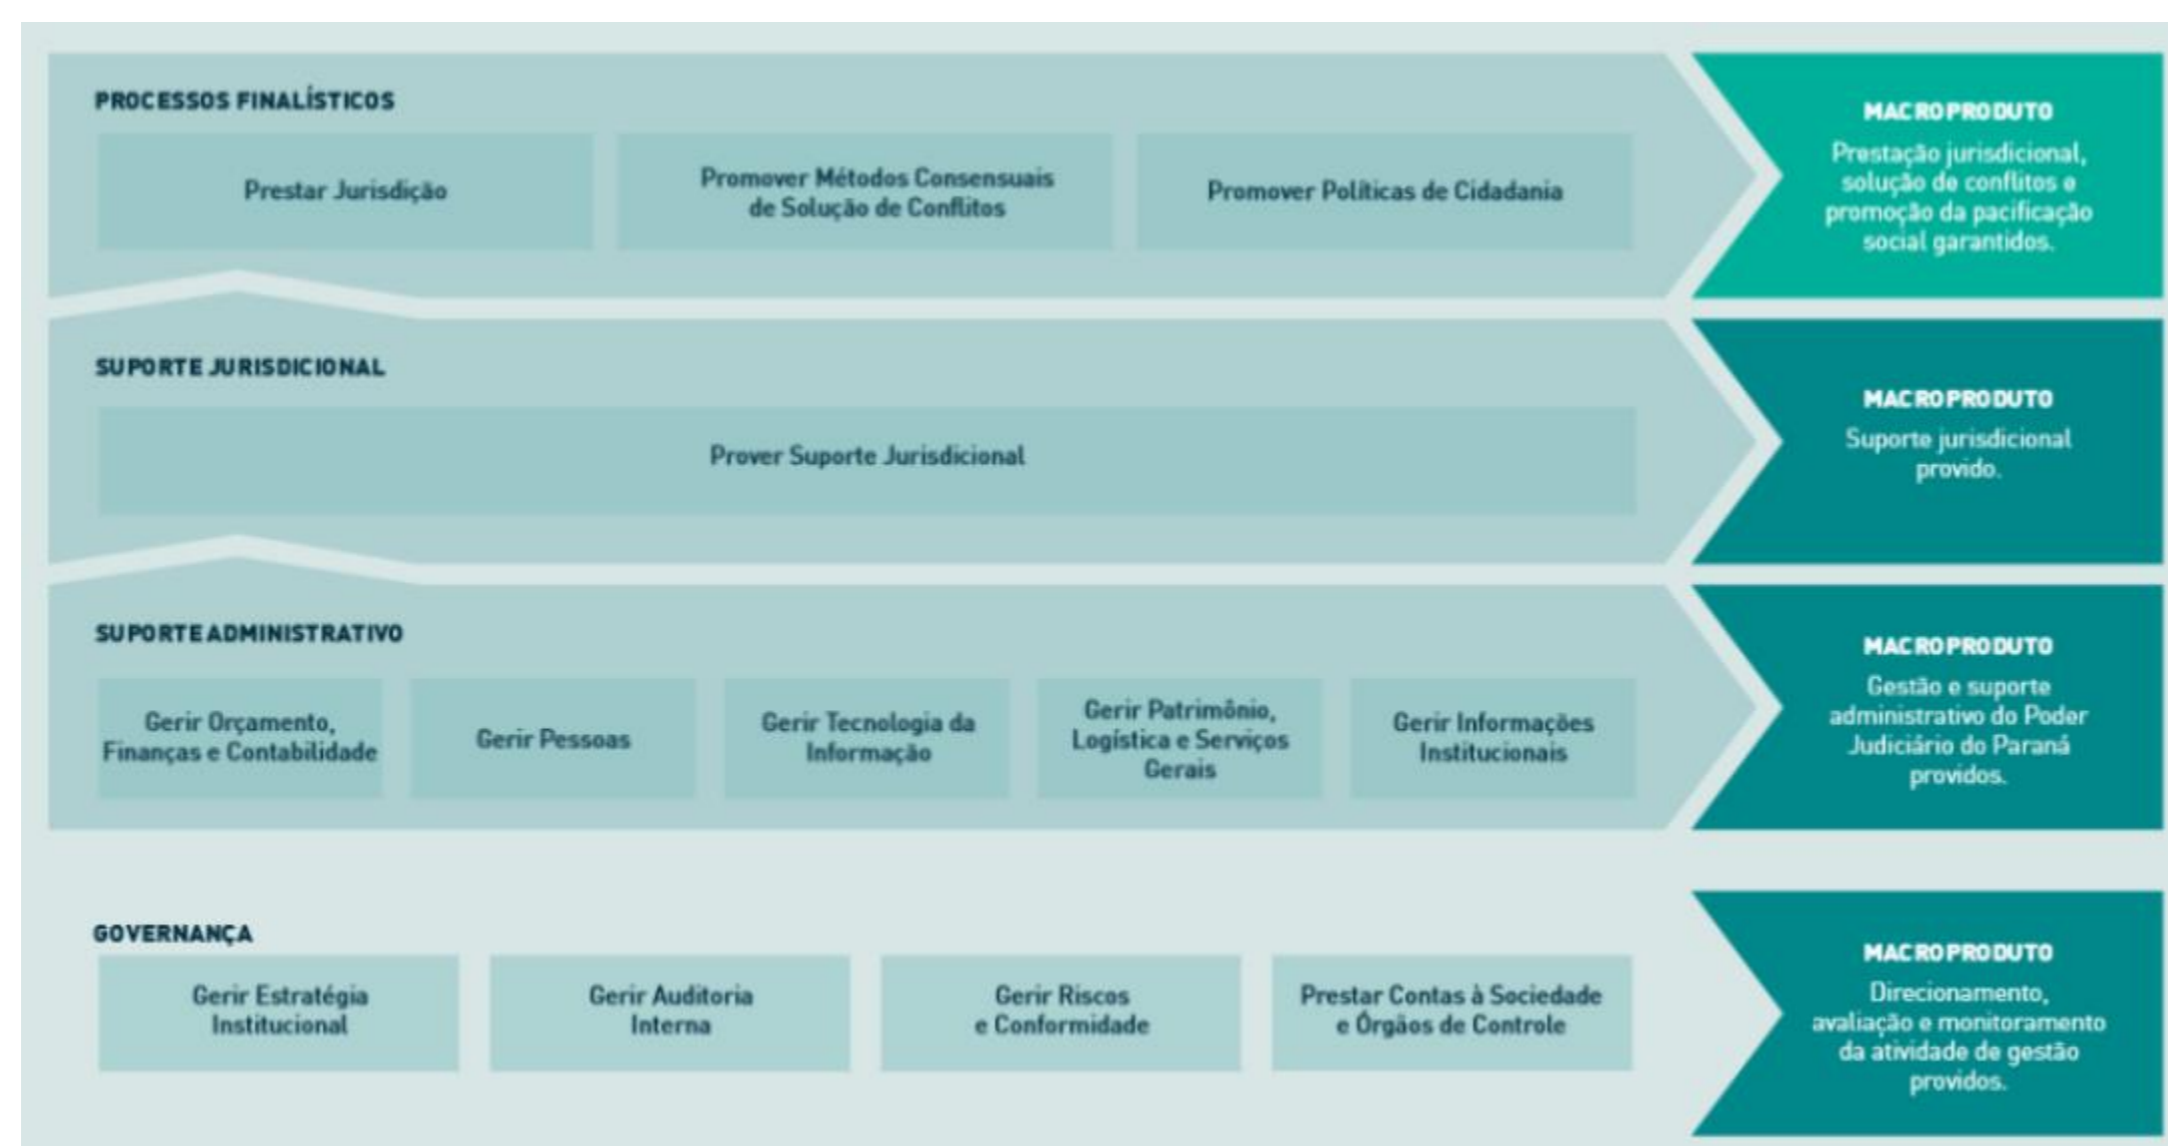 PROCESSOS FINALÍSTICOS
Prestar Jurisdição
Promover Métodos Consensuais
de Solução de Conflitos
Promover Políticas de Cidadania
MACROPRODUTO
Prestação jurisdicional,
solução de conflitos e
promoção da pacificação
social garantidos.
SUPORTE JURISDICIONAL
Prover Suporte Jurisdicional
MACROPRODUTO
Suporte jurisdicional
provido.
SUPORTE ADMINISTRATIVO
Gerir Orçamento,
Finanças e Contabilidade
Gerir Pessoas
Gerir Tecnologia da
Informação
Gerir Patrimônio,
Logística e Serviços
Gerais
Gerir Informações
Institucionais
MACROPRODUTO
Gestão e suporte
administrativo do Poder
Judiciário do Paraná
providos.
GOVERNANÇA
Gerir Estratégia
Institucional
Gerir Auditoria
Interna
Gerir Riscos
e Conformidade
Prestar Contas à Sociedade
e Órgãos de Controle
MACROPRODUTO
Direcionamento,
avaliação e monitoramento
da atividade de gestão
providos.